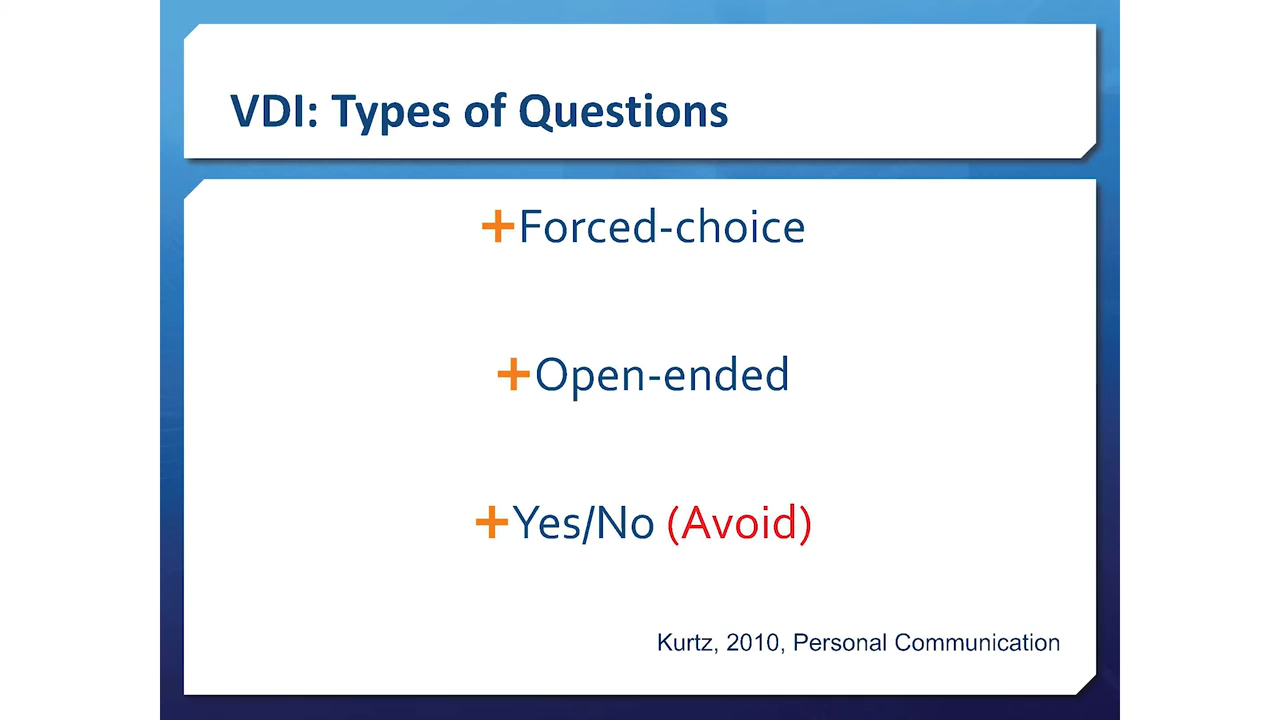 VDI: Types of Questions
+Forced-choice
+Open-ended
+Yes/No (Avoid)
Kurtz, 2010, Personal Communication